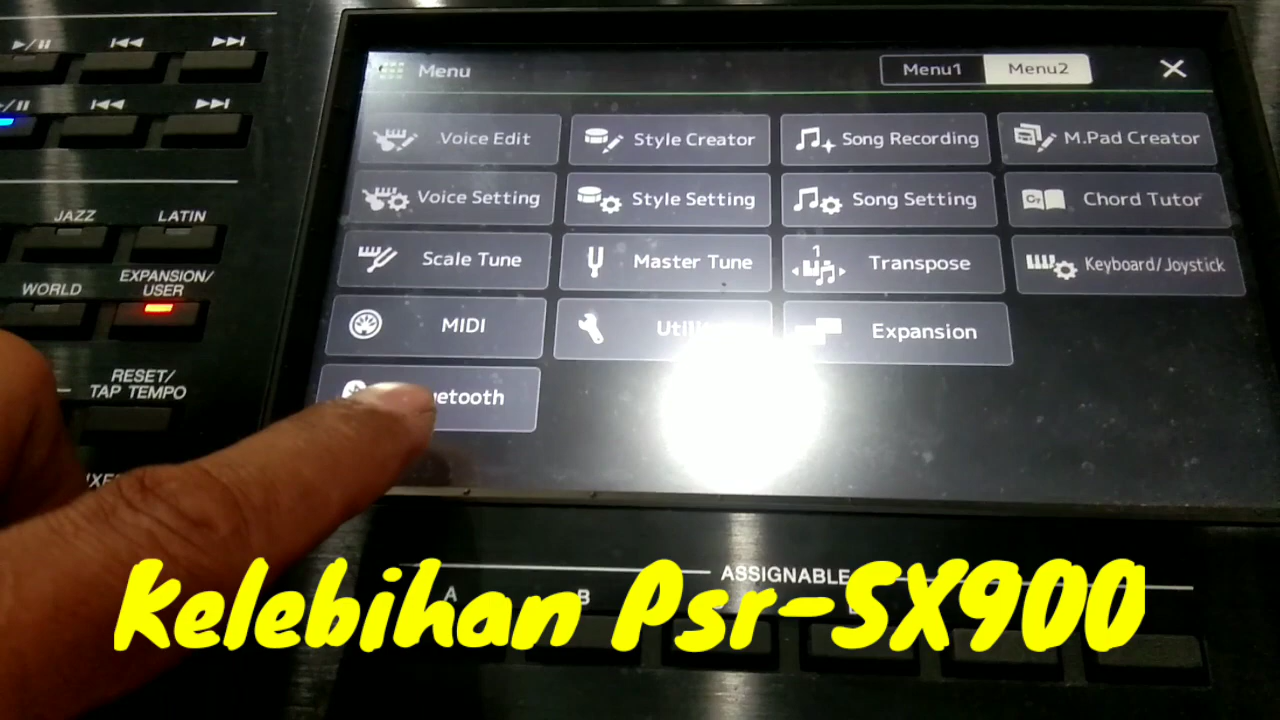 Menu
Menu1
Menu2
Voice Edit
Style Creator
Song Recording
M.Pad Creator
Voice Setting
Style Setting
Song Setting
Chord Tutor
Scale Tune
Master Tune
1
Transpose
Keyboard/Joystick
MIDI
Expansion
JAZZ
LATIN
WORLD
EXPANSION/
USER
RESET/
TAP TEMPO
ASSIGNABLE
A
B
Kelebihan Psr-SX900